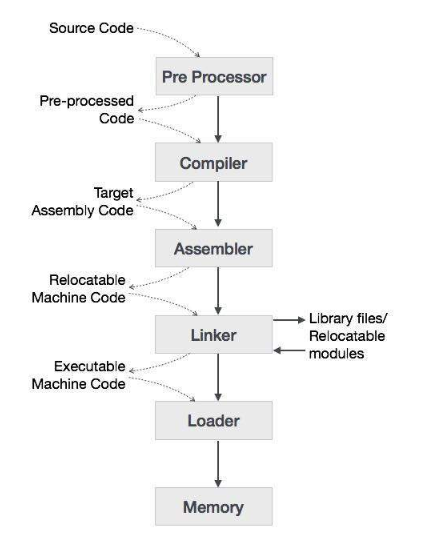 Source Code
Pre Processor
Pre-processed
Code
Compiler
Target
Assembly Code
Assembler
Relocatable
Machine Code
Linker
Library files/
Relocatable
modules
Executable
Machine Code
Loader
Memory